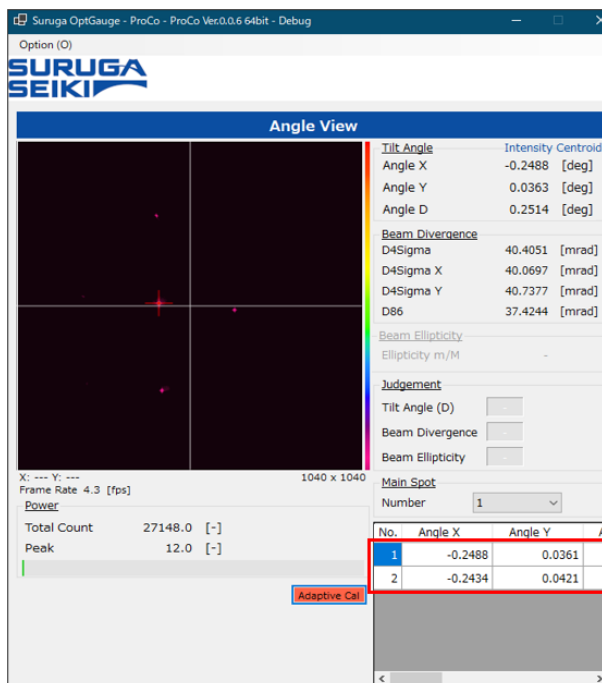 Suruga OptGauge - ProCo - ProCo Ver.0.0.6 64bit - Debug
Option (O)
SURUGA
SEIKI
Angle View
Tilt Angle Intensity Centroid
Angle X -0.2488 [deg]
Angle Y 0.0363 [deg]
Angle D 0.2514 [deg]
Beam Divergence
D4Sigma 40.4051 [mrad]
D4Sigma X 40.0697 [mrad]
D4Sigma Y 40.7377 [mrad]
D86 37.4244 [mrad]
Beam Ellipticity
Ellipticity m/M -
Judgement
Tilt Angle (D) -
Beam Divergence -
Beam Ellipticity -
X: --- Y: --- 1040 x 1040
Frame Rate 4.3 [fps]
Power
Total Count 27148.0 [-]
Peak 12.0 [-]
Adaptive Cal
Main Spot
Number 1
No. Angle X Angle Y
1 -0.2488 0.0361
2 -0.2434 0.0421